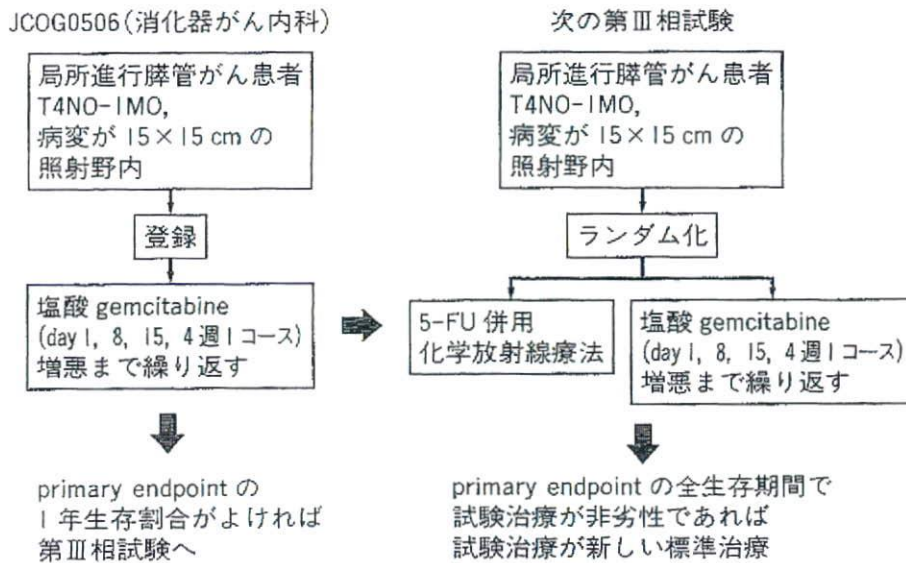 JCOG0506(消化器がん内科)
局所進行膵管がん患者
T4N0-1M0,
病変が 15×15 cm の
照射野内
登録
塩酸 gemcitabine
(day 1, 8, 15, 4週1コース)
増悪まで繰り返す
primary endpoint の
1年生存割合がよければ
第Ⅲ相試験へ
次の第Ⅲ相試験
局所進行膵管がん患者
T4N0-1M0,
病変が 15×15 cm の
照射野内
ランダム化
5-FU 併用
化学放射線療法
塩酸 gemcitabine
(day 1, 8, 15, 4週1コース)
増悪まで繰り返す
primary endpoint の全生存期間で
試験治療が非劣性であれば
試験治療が新しい標準治療